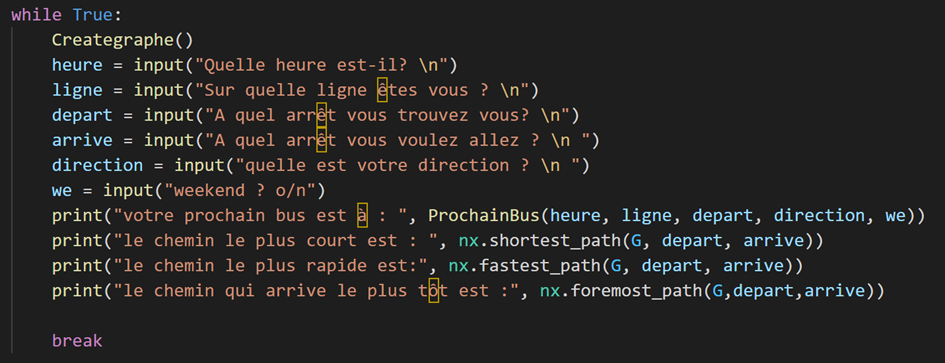 while True:
    Creategraphe()
    heure = input("Quelle heure est-il? \n")
    ligne = input("Sur quelle ligne êtes vous ? \n")
    depart = input("A quel arrêt vous trouvez vous? \n")
    arrive = input("A quel arrêt vous voulez allez ? \n ")
    direction = input("quelle est votre direction ? \n ")
    we = input("weekend ? o/n")
    print("votre prochain bus est à : ", ProchainBus(heure, ligne, depart, direction, we))
    print("le chemin le plus court est : ", nx.shortest_path(G, depart, arrive))
    print("le chemin le plus rapide est:", nx.fastest_path(G, depart, arrive))
    print("le chemin qui arrive le plus tôt est :", nx.foremost_path(G,depart,arrive))
    break